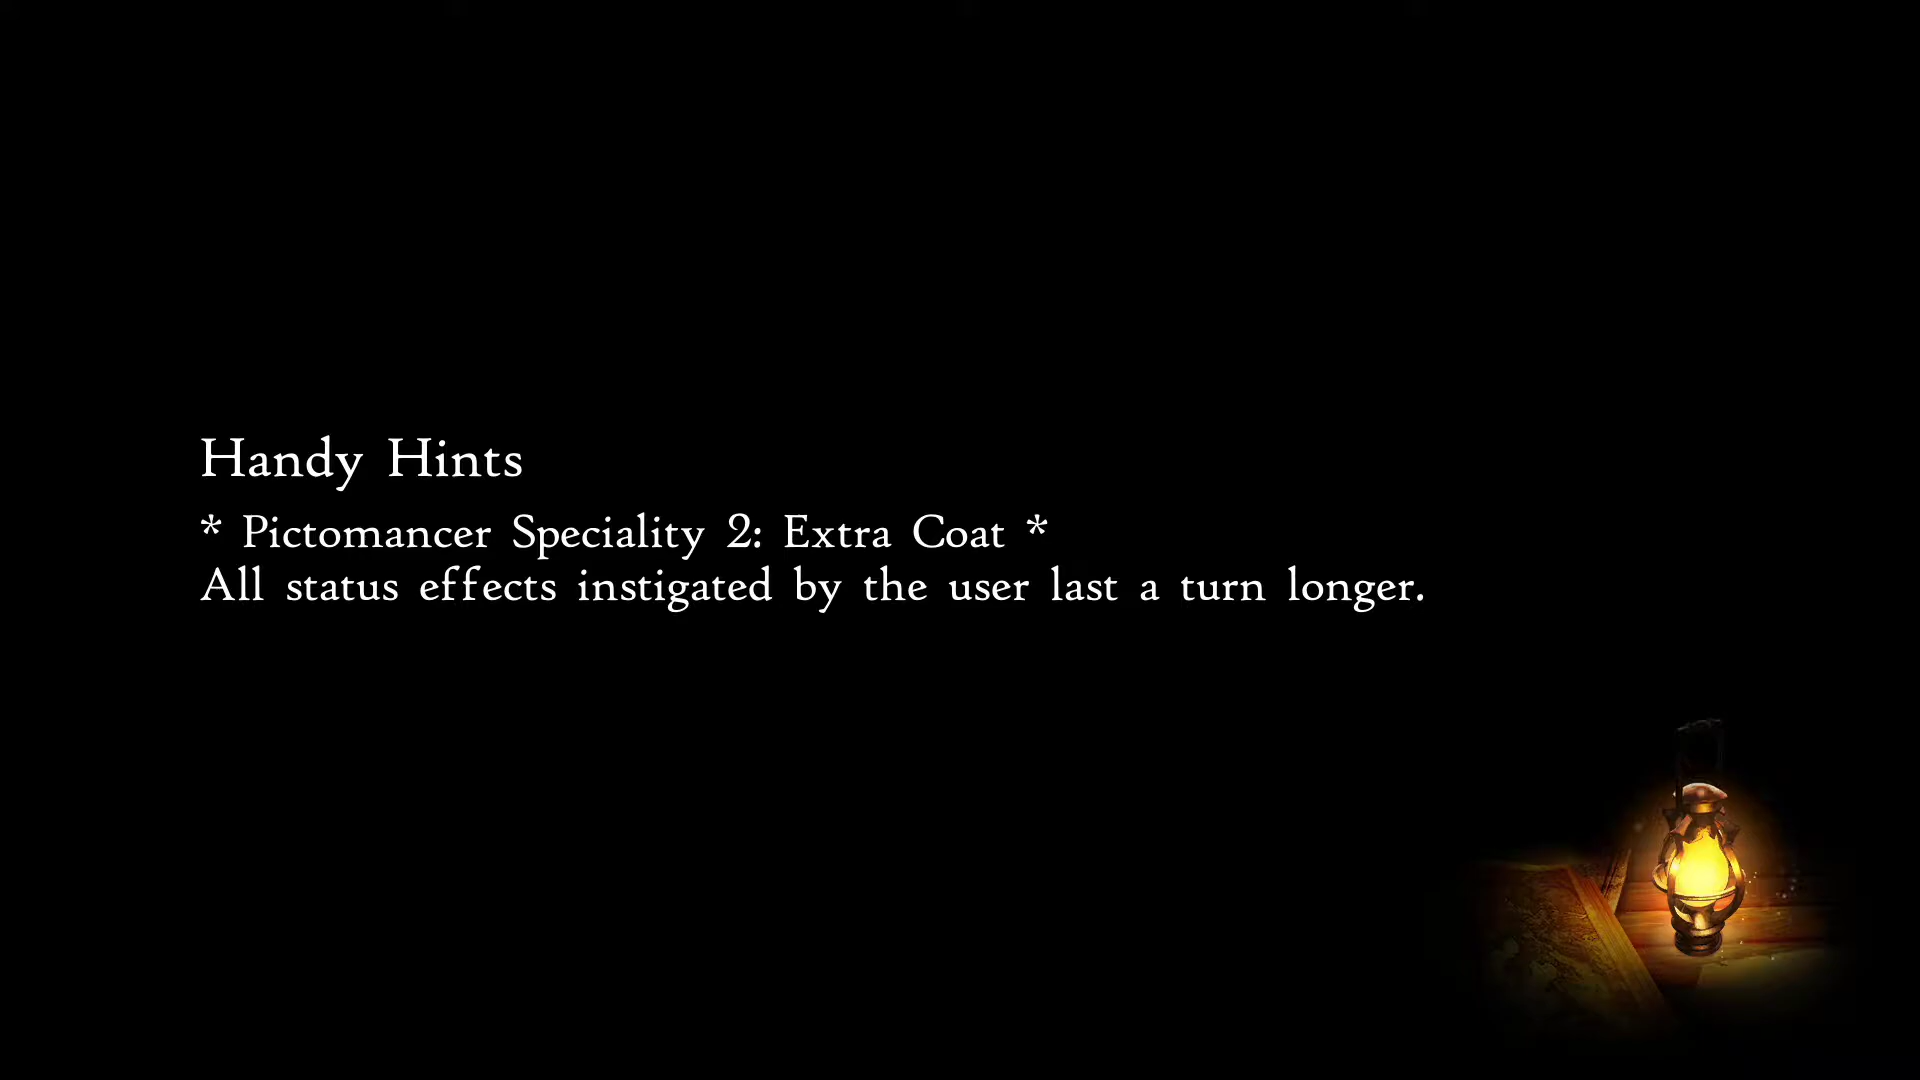 Handy Hints
* Pictomancer Speciality 2: Extra Coat *
All status effects instigated by the user last a turn longer.